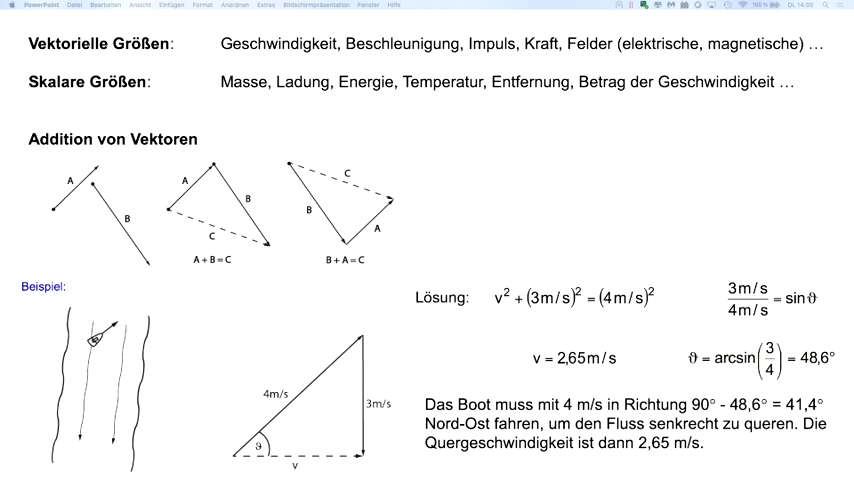 PowerPoint Datei Bearbeiten Ansicht Einfügen Format Anordnen Extras Bildschirmpräsentation Fenster Hilfe
100 % Di. 14:55
Vektorielle Größen: Geschwindigkeit, Beschleunigung, Impuls, Kraft, Felder (elektrische, magnetische) …
Skalare Größen: Masse, Ladung, Energie, Temperatur, Entfernung, Betrag der Geschwindigkeit …
Addition von Vektoren
A
B
A
B
C
A + B = C
C
B
A
B + A = C
Beispiel:
4m/s
3m/s
ϑ
v
Lösung: v² + (3m/s)² = (4m/s)²
3m/s / 4m/s = sinϑ
v = 2,65m/s
ϑ = arcsin(3/4) = 48,6°
Das Boot muss mit 4 m/s in Richtung 90° - 48,6° = 41,4°
Nord-Ost fahren, um den Fluss senkrecht zu queren. Die
Quergeschwindigkeit ist dann 2,65 m/s.